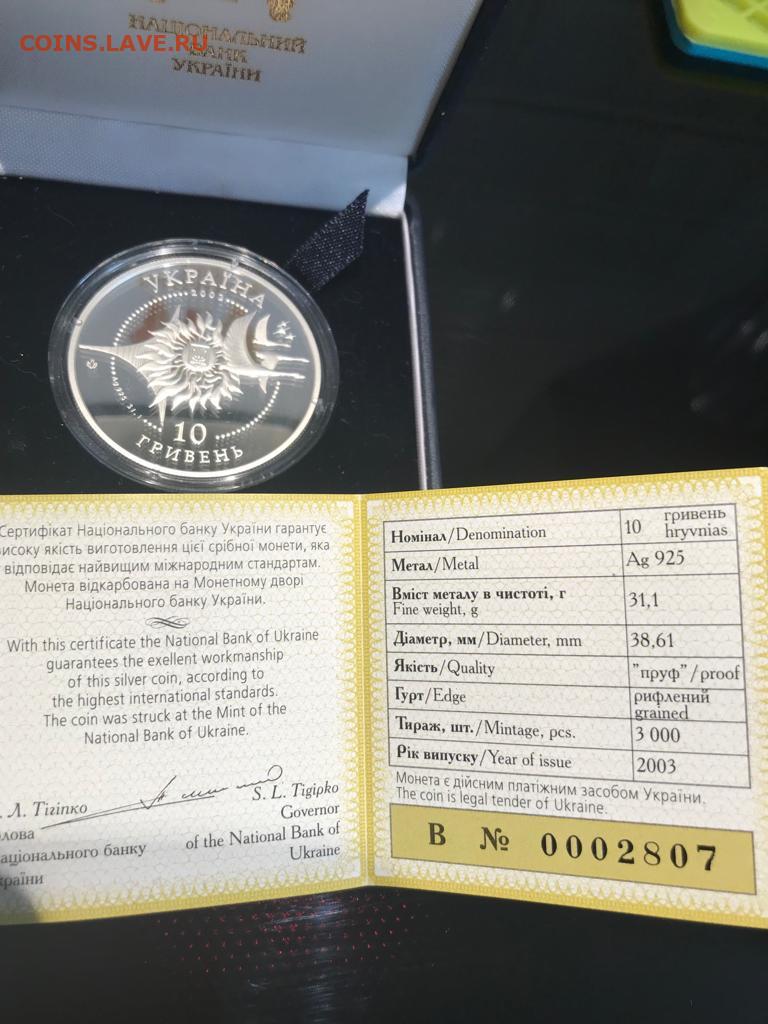 COINS.LAVE.RU
НАЦІОНАЛЬНИЙ
БАНК
УКРАЇНИ
УКРАЇНА
2003
10
ГРИВЕНЬ
Сертифікат Національного банку України гарантує
високу якість виготовлення цієї срібної монети, яка
відповідає найвищим міжнародним стандартам.
Монета відкарбована на Монетному дворі
Національного банку України.
With this certificate the National Bank of Ukraine
guarantees the exellent workmanship
of this silver coin, according to
the highest international standards.
The coin was struck at the Mint of the
National Bank of Ukraine.
. Л. Тігіпко
лова
аціонального банку
країни
S. L. Tigipko
Governor
of the National Bank of
Ukraine
Номінал/Denomination 10 гривень hryvnias
Метал/Metal Ag 925
Вміст металу в чистоті, г
Fine weight, g 31,1
Діаметр, мм/Diameter, mm 38,61
Якість/Quality "пруф"/proof
Гурт/Edge рифлений grained
Тираж, шт./Mintage, pcs. 3 000
Рік випуску/Year of issue 2003
Монета є дійсним платіжним засобом України.
The coin is legal tender of Ukraine.
В № 0002807